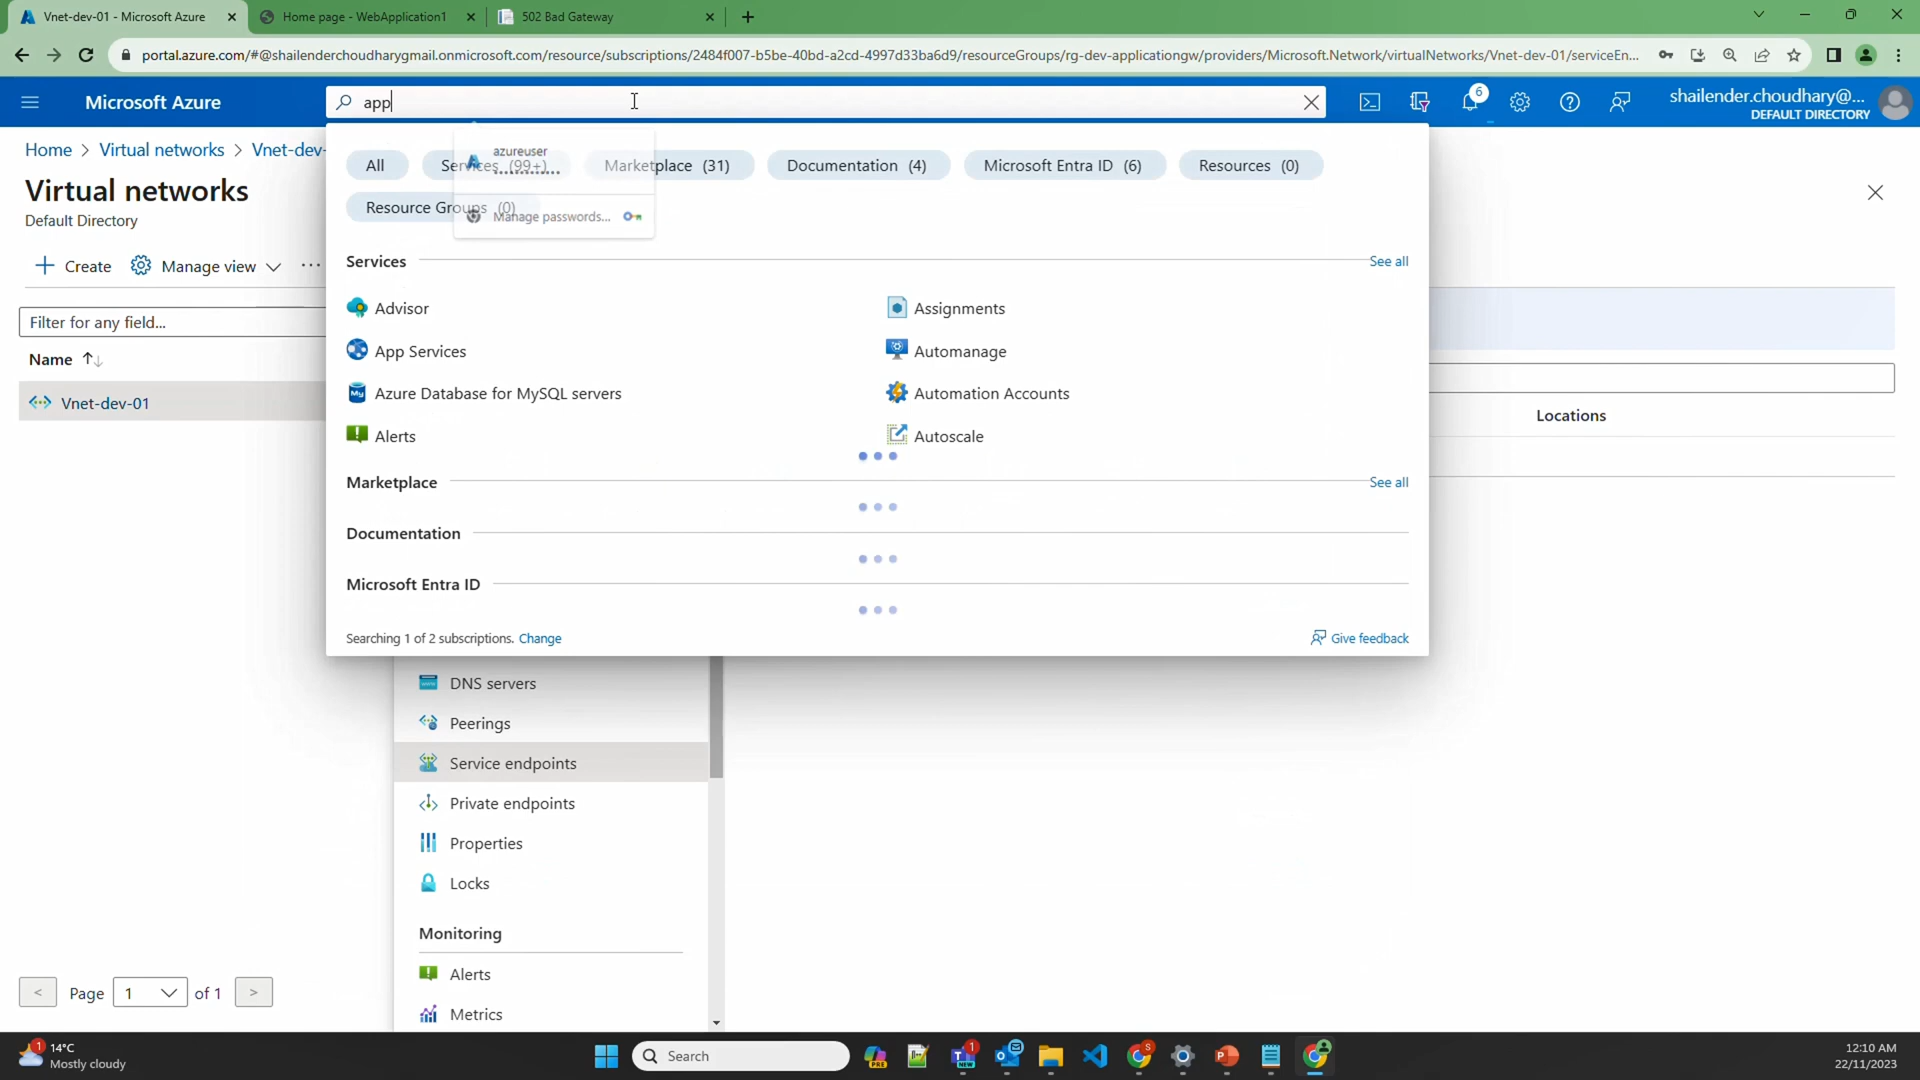 Vnet-dev-01 - Microsoft Azure
Home page - WebApplication1
502 Bad Gateway
portal.azure.com/#@shailenderchoudharygmail.onmicrosoft.com/resource/subscriptions/2484f007-b5be-40bd-a2cd-4997d33ba6d9/resourceGroups/rg-dev-applicationgw/providers/Microsoft.Network/virtualNetworks/Vnet-dev-01/serviceEn...
Microsoft Azure
app
6
shailender.choudhary@...
DEFAULT DIRECTORY
Home > Virtual networks > Vnet-dev-
Virtual networks
Default Directory
+ Create
Manage view
...
Filter for any field...
Name
Vnet-dev-01
< Page 1 of 1 >
All
Services (99+)
Marketplace (31)
Documentation (4)
Microsoft Entra ID (6)
Resources (0)
Resource Groups (0)
azureuser
Manage passwords...
Services
See all
Advisor
Assignments
App Services
Automanage
Azure Database for MySQL servers
Automation Accounts
Alerts
Autoscale
Marketplace
See all
Documentation
Microsoft Entra ID
Searching 1 of 2 subscriptions. Change
Give feedback
Locations
DNS servers
Peerings
Service endpoints
Private endpoints
Properties
Locks
Monitoring
Alerts
Metrics
1
14°C
Mostly cloudy
Search
PRE
1
NEW
S
12:10 AM
22/11/2023